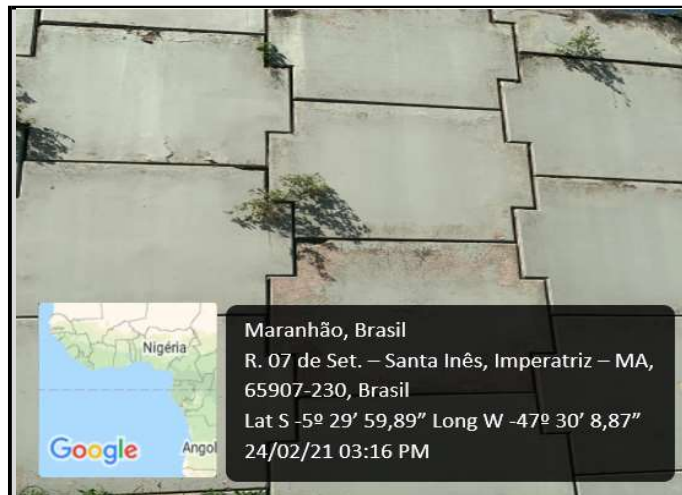 Nigéria
Angol
Google
Maranhão, Brasil
R. 07 de Set. – Santa Inês, Imperatriz – MA,
65907-230, Brasil
Lat S -5º 29’ 59,89” Long W -47º 30’ 8,87”
24/02/21 03:16 PM